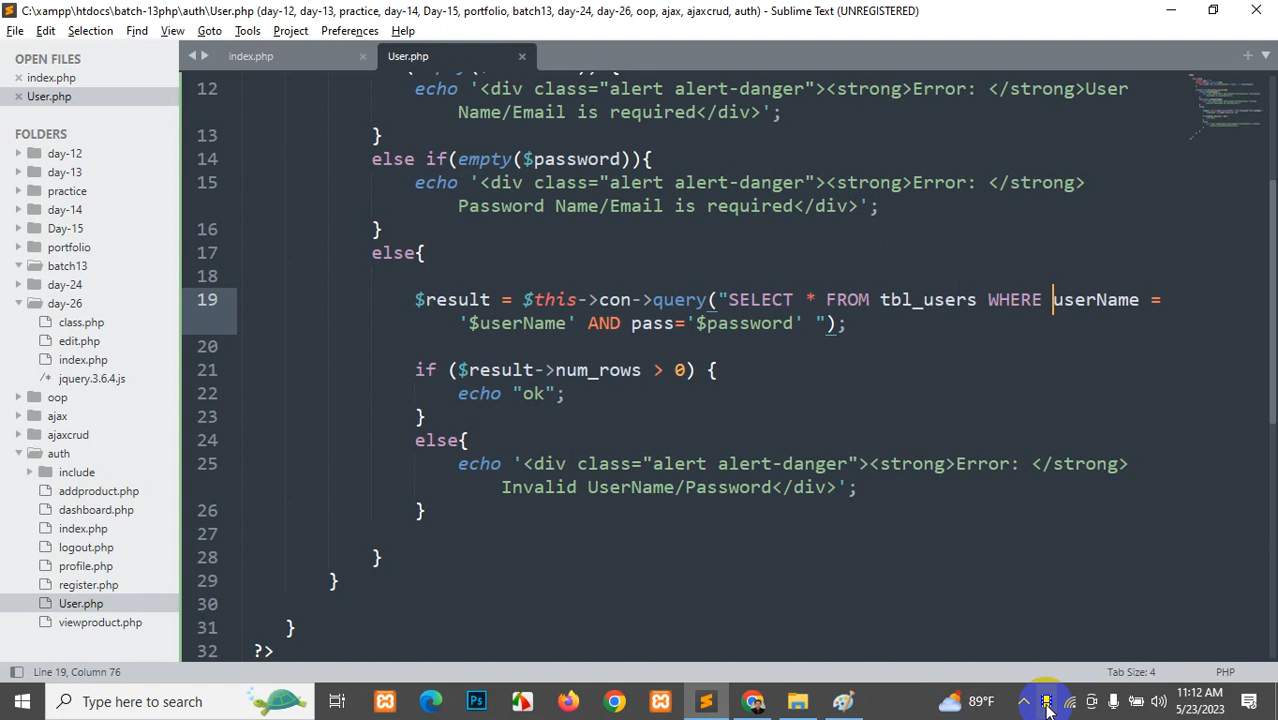 C:\xampp\htdocs\batch-13php\auth\User.php (day-12, day-13, practice, day-14, Day-15, portfolio, batch13, day-24, day-26, oop, ajax, ajaxcrud, auth) - Sublime Text (UNREGISTERED)
File Edit Selection Find View Goto Tools Project Preferences Help
OPEN FILES
index.php
User.php
FOLDERS
day-12
day-13
practice
day-14
Day-15
portfolio
batch13
day-24
day-26
class.php
edit.php
index.php
/* jquery.3.6.4.js
oop
ajax
ajaxcrud
auth
include
addproduct.php
dashboard.php
index.php
logout.php
profile.php
register.php
User.php
viewproduct.php
index.php User.php
12 echo '<div class="alert alert-danger"><strong>Error: </strong>User
Name/Email is required</div>';
13 }
14 else if(empty($password)){
15 echo '<div class="alert alert-danger"><strong>Error: </strong>
Password Name/Email is required</div>';
16 }
17 else{
18
19 $result = $this->con->query("SELECT * FROM tbl_users WHERE userName =
'$userName' AND pass='$password' ");
20
21 if ($result->num_rows > 0) {
22 echo "ok";
23 }
24 else{
25 echo '<div class="alert alert-danger"><strong>Error: </strong>
Invalid UserName/Password</div>';
26 }
27
28 }
29 }
30
31 }
32 ?>
Line 19, Column 76 Tab Size: 4 PHP
Type here to search
Ps
89°F
11:12 AM
5/23/2023